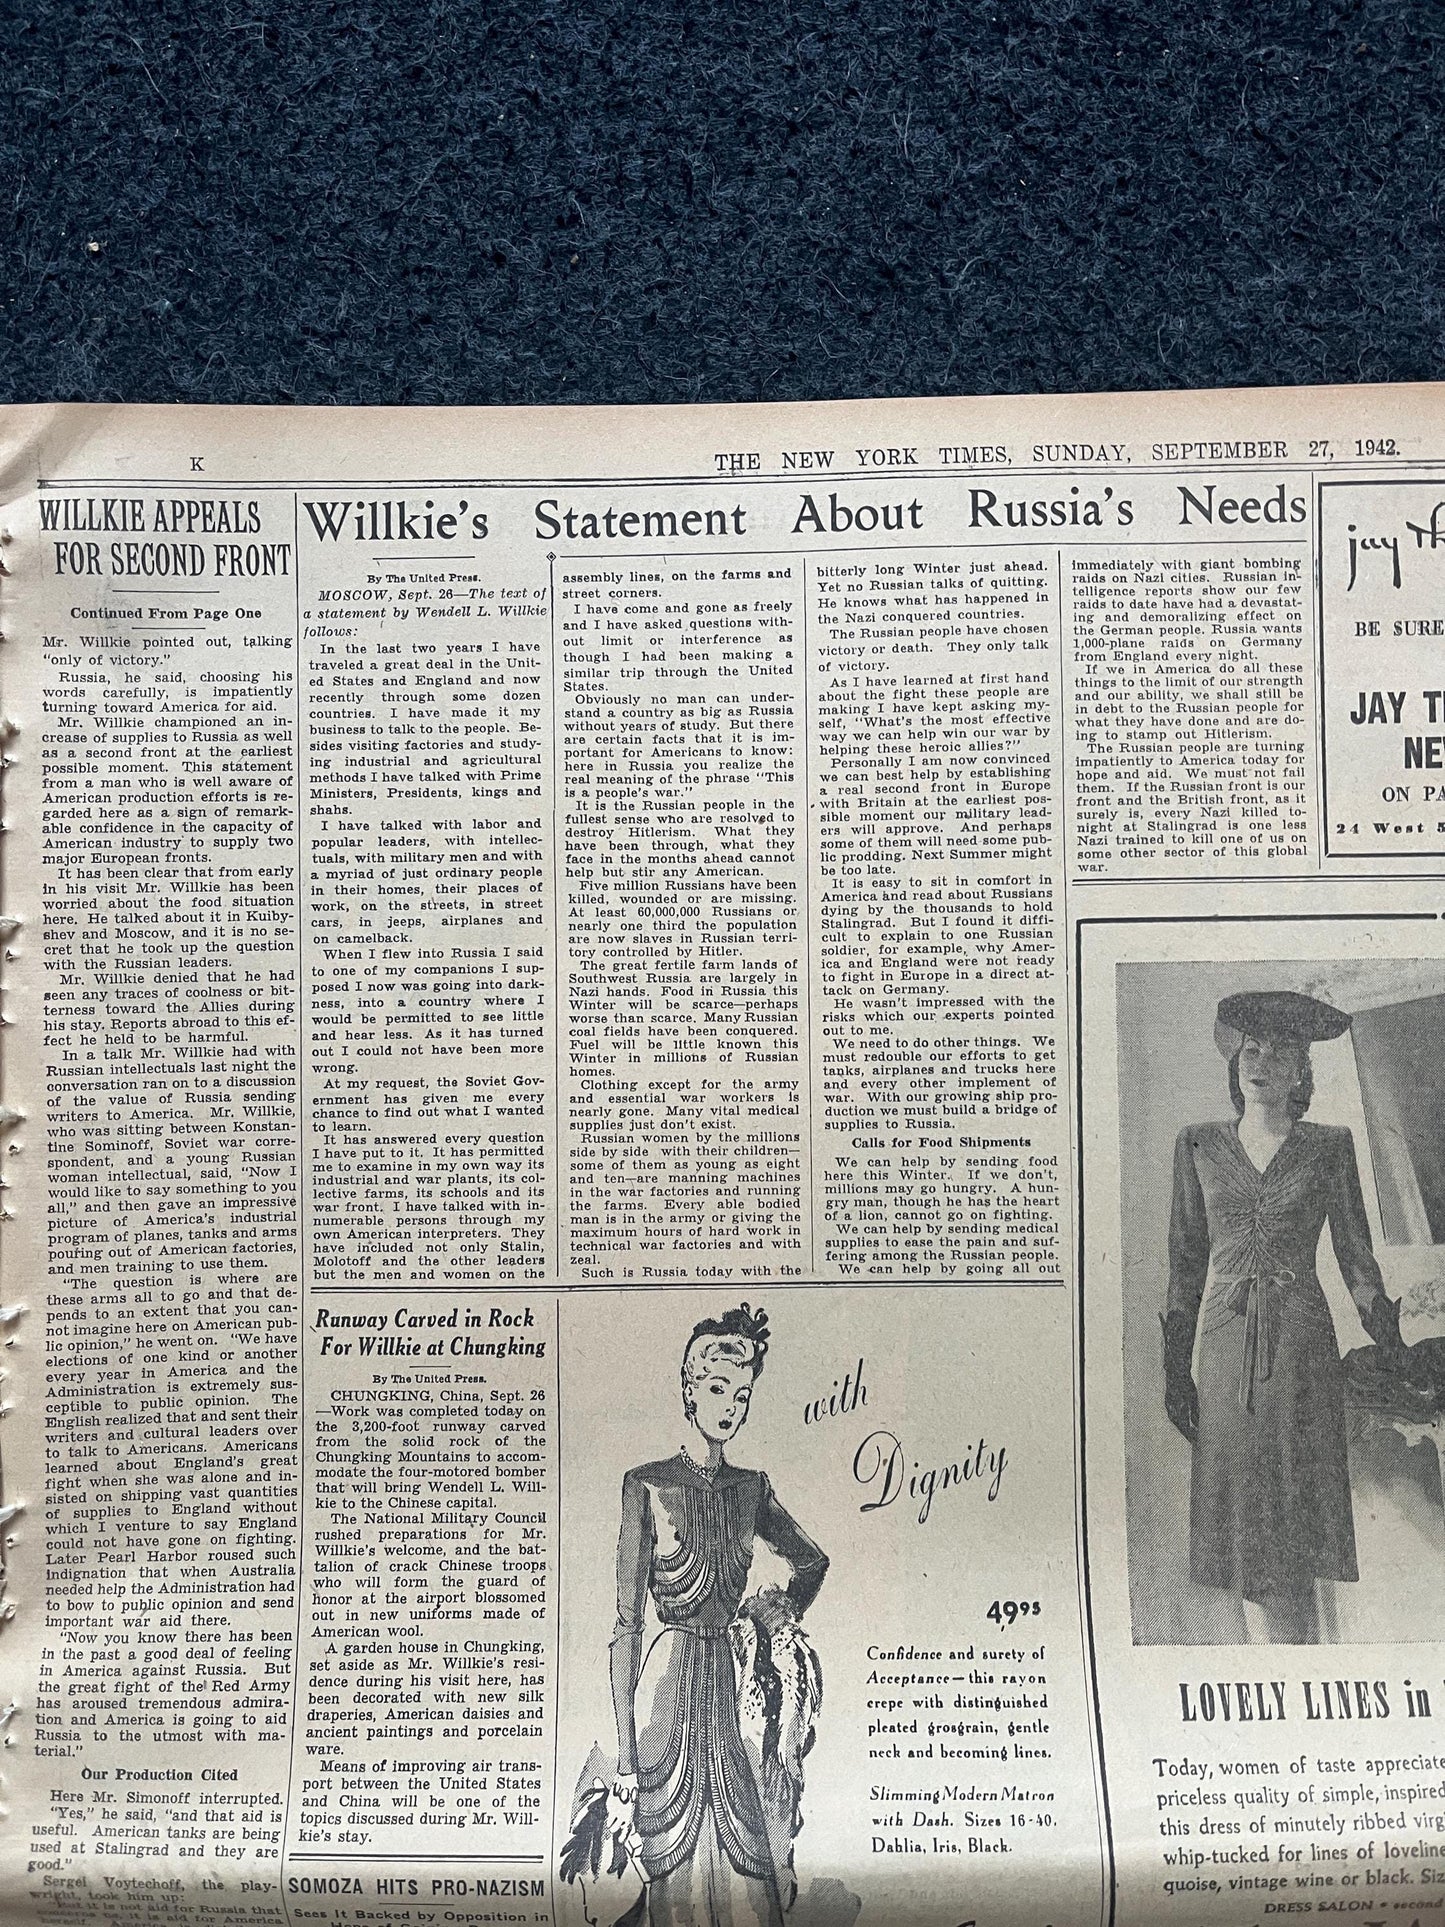 K
THE NEW YORK TIMES, SUNDAY, SEPTEMBER 27, 1942.
WILLKIE APPEALS
FOR SECOND FRONT
Continued From Page One
Mr. Willkie pointed out, talking
"only of victory."
Russia, he said, choosing his
words carefully, is impatiently
turning toward America for aid.
Mr. Willkie championed an in-
crease of supplies to Russia as well
as a second front at the earliest
possible moment. This statement
from a man who is well aware of
American production efforts is re-
garded here as a sign of remark-
able confidence in the capacity of
American industry to supply two
major European fronts.
It has been clear that from early
in his visit Mr. Willkie has been
worried about the food situation
here. He talked about it in Kuiby-
shev and Moscow, and it is no se-
cret that he took up the question
with the Russian leaders.
Mr. Willkie denied that he had
seen any traces of coolness or bit-
terness toward the Allies during
his stay. Reports abroad to this ef-
fect he held to be harmful.
In a talk Mr. Willkie had with
Russian intellectuals last night the
conversation ran on to a discussion
of the value of Russia sending
writers to America. Mr. Willkie,
who was sitting between Konstan-
tine Sominoff, Soviet war corre-
spondent, and a young Russian
woman intellectual, said, "Now I
would like to say something to you
all," and then gave an impressive
picture of America's industrial
program of planes, tanks and arms
pouring out of American factories,
and men training to use them.
"The question is where are
these arms all to go and that de-
pends to an extent that you can-
not imagine here on American pub-
lic opinion," he went on. "We have
elections of one kind or another
every year in America and the
Administration is extremely sus-
ceptible to public opinion. The
English realized that and sent their
writers and cultural leaders over
to talk to Americans. Americans
learned about England's great
fight when she was alone and in-
sisted on shipping vast quantities
of supplies to England without
which I venture to say England
could not have gone on fighting.
Later Pearl Harbor roused such
indignation that when Australia
needed help the Administration had
to bow to public opinion and send
important war aid there.
"Now you know there has been
in the past a good deal of feeling
in America against Russia. But
the great fight of the Red Army
has aroused tremendous admira-
tion and America is going to aid
Russia to the utmost with ma-
terial."
Our Production Cited
Here Mr. Simonoff interrupted.
"Yes," he said, "and that aid is
useful. American tanks are being
used at Stalingrad and they are
good."
Sergei Voytechoff, the play-
wright, took him up:
it is not aid for Russia that
it is aid for America
Willkie's Statement About Russia's Needs
By The United Press.
MOSCOW, Sept. 26—The text of
a statement by Wendell L. Willkie
follows:
In the last two years I have
traveled a great deal in the Unit-
ed States and England and now
recently through some dozen
countries. I have made it my
business to talk to the people. Be-
sides visiting factories and study-
ing industrial and agricultural
methods I have talked with Prime
Ministers, Presidents, kings and
shahs.
I have talked with labor and
popular leaders, with intellec-
tuals, with military men and with
a myriad of just ordinary people
in their homes, their places of
work, on the streets, in street
cars, in jeeps, airplanes and
on camelback.
When I flew into Russia I said
to one of my companions I sup-
posed I now was going into dark-
ness, into a country where I
would be permitted to see little
and hear less. As it has turned
out I could not have been more
wrong.
At my request, the Soviet Gov-
ernment has given me every
chance to find out what I wanted
to learn.
It has answered every question
I have put to it. It has permitted
me to examine in my own way its
industrial and war plants, its col-
lective farms, its schools and its
war front. I have talked with in-
numerable persons through my
own American interpreters. They
have included not only Stalin,
Molotoff and the other leaders
but the men and women on the
assembly lines, on the farms and
street corners.
I have come and gone as freely
and I have asked questions with-
out limit or interference as
though I had been making a
similar trip through the United
States.
Obviously no man can under-
stand a country as big as Russia
without years of study. But there
are certain facts that it is im-
portant for Americans to know:
here in Russia you realize the
real meaning of the phrase "This
is a people's war."
It is the Russian people in the
fullest sense who are resolved to
destroy Hitlerism. What they
have been through, what they
face in the months ahead cannot
help but stir any American.
Five million Russians have been
killed, wounded or are missing.
At least 60,000,000 Russians or
nearly one third the population
are now slaves in Russian terri-
tory controlled by Hitler.
The great fertile farm lands of
Southwest Russia are largely in
Nazi hands. Food in Russia this
Winter will be scarce—perhaps
worse than scarce. Many Russian
coal fields have been conquered.
Fuel will be little known this
Winter in millions of Russian
homes.
Clothing except for the army
and essential war workers is
nearly gone. Many vital medical
supplies just don't exist.
Russian women by the millions
side by side with their children—
some of them as young as eight
and ten—are manning machines
in the war factories and running
the farms. Every able bodied
man is in the army or giving the
maximum hours of hard work in
technical war factories and with
zeal.
Such is Russia today with the
bitterly long Winter just ahead.
Yet no Russian talks of quitting.
He knows what has happened in
the Nazi conquered countries.
The Russian people have chosen
victory or death. They only talk
of victory.
As I have learned at first hand
about the fight these people are
making I have kept asking my-
self, "What's the most effective
way we can help win our war by
helping these heroic allies?"
Personally I am now convinced
we can best help by establishing
a real second front in Europe
with Britain at the earliest pos-
sible moment our military lead-
ers will approve. And perhaps
some of them will need some pub-
lic prodding. Next Summer might
be too late.
It is easy to sit in comfort in
America and read about Russians
dying by the thousands to hold
Stalingrad. But I found it diffi-
cult to explain to one Russian
soldier, for example, why Amer-
ica and England were not ready
to fight in Europe in a direct at-
tack on Germany.
He wasn't impressed with the
risks which our experts pointed
out to me.
We need to do other things. We
must redouble our efforts to get
tanks, airplanes and trucks here
and every other implement of
war. With our growing ship pro-
duction we must build a bridge of
supplies to Russia.
Calls for Food Shipments
We can help by sending food
here this Winter. If we don't,
millions may go hungry. A hun-
gry man, though he has the heart
of a lion, cannot go on fighting.
We can help by sending medical
supplies to ease the pain and suf-
fering among the Russian people.
We can help by going all out
immediately with giant bombing
raids on Nazi cities. Russian in-
telligence reports show our few
raids to date have had a devastat-
ing and demoralizing effect on
the German people. Russia wants
1,000-plane raids on Germany
from England every night.
If we in America do all these
things to the limit of our strength
and our ability, we shall still be
in debt to the Russian people for
what they have done and are do-
ing to stamp out Hitlerism.
The Russian people are turning
impatiently to America today for
hope and aid. We must not fail
them. If the Russian front is our
front and the British front, as it
surely is, every Nazi killed to-
night at Stalingrad is one less
Nazi trained to kill one of us on
some other sector of this global
war.
Runway Carved in Rock
For Willkie at Chungking
By The United Press.
CHUNGKING, China, Sept. 26
—Work was completed today on
the 3,200-foot runway carved
from the solid rock of the
Chungking Mountains to accom-
modate the four-motored bomber
that will bring Wendell L. Will-
kie to the Chinese capital.
The National Military Council
rushed preparations for Mr.
Willkie's welcome, and the bat-
talion of crack Chinese troops
who will form the guard of
honor at the airport blossomed
out in new uniforms made of
American wool.
A garden house in Chungking,
set aside as Mr. Willkie's resi-
dence during his visit here, has
been decorated with new silk
draperies, American daisies and
ancient paintings and porcelain
ware.
Means of improving air trans-
port between the United States
and China will be one of the
topics discussed during Mr. Will-
kie's stay.
SOMOZA HITS PRO-NAZISM
Sees It Backed by Opposition in
with
Dignity
49.95
Confidence and surety of
Acceptance—this rayon
crepe with distinguished
pleated grosgrain, gentle
neck and becoming lines.
Slimming Modern Matron
with Dash. Sizes 16-40.
Dahlia, Iris, Black.
jay Th
BE SURE
JAY T
NE
ON PA
24 West 5
LOVELY LINES in
Today, women of taste appreciate
priceless quality of simple, inspired
this dress of minutely ribbed virg
whip-tucked for lines of loveline
quoise, vintage wine or black. Siz
DRESS SALON • second